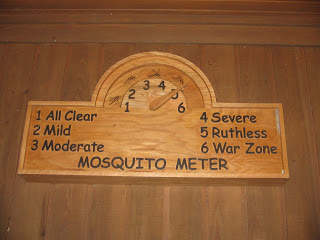 1 2 3 4 5 6
1 All Clear
2 Mild
3 Moderate
4 Severe
5 Ruthless
6 War Zone
MOSQUITO METER